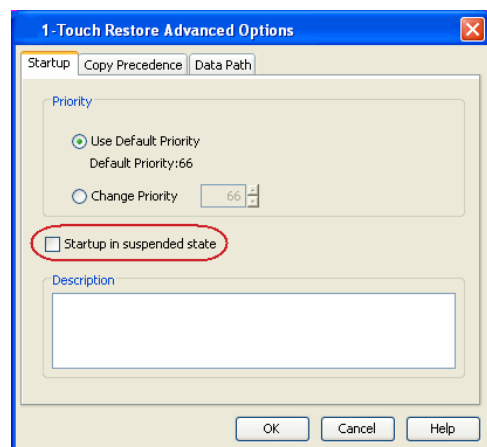 1-Touch Restore Advanced Options
Startup Copy Precedence Data Path
Priority
Use Default Priority
Default Priority:66
Change Priority 66
Startup in suspended state
Description
OK Cancel Help